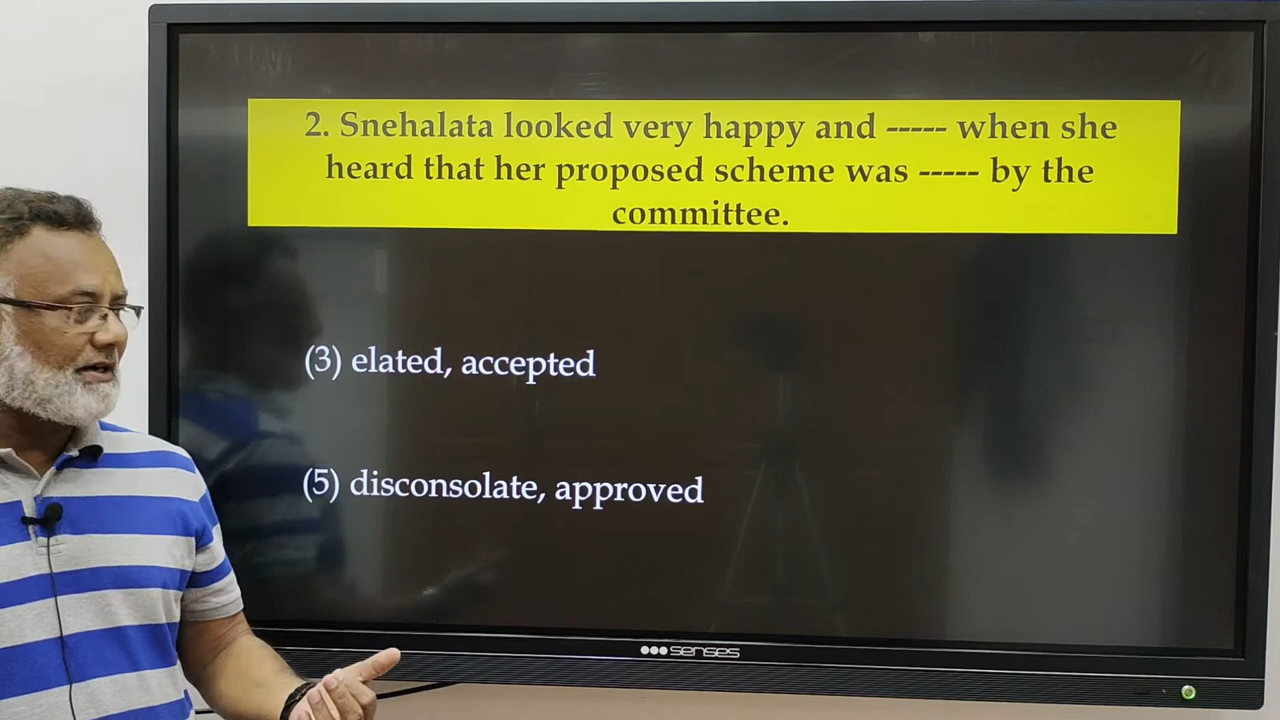 2. Snehalata looked very happy and ----- when she
heard that her proposed scheme was ----- by the
committee.
(3) elated, accepted
(5) disconsolate, approved
senses